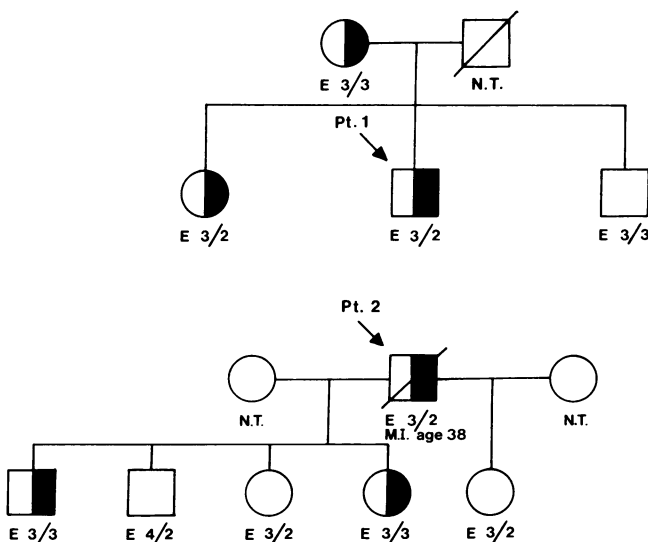 E 3/3
N.T.
Pt. 1
E 3/2
E 3/2
E 3/3
Pt. 2
N.T.
E 3/2
M.I. age 38
N.T.
E 3/3
E 4/2
E 3/2
E 3/3
E 3/2